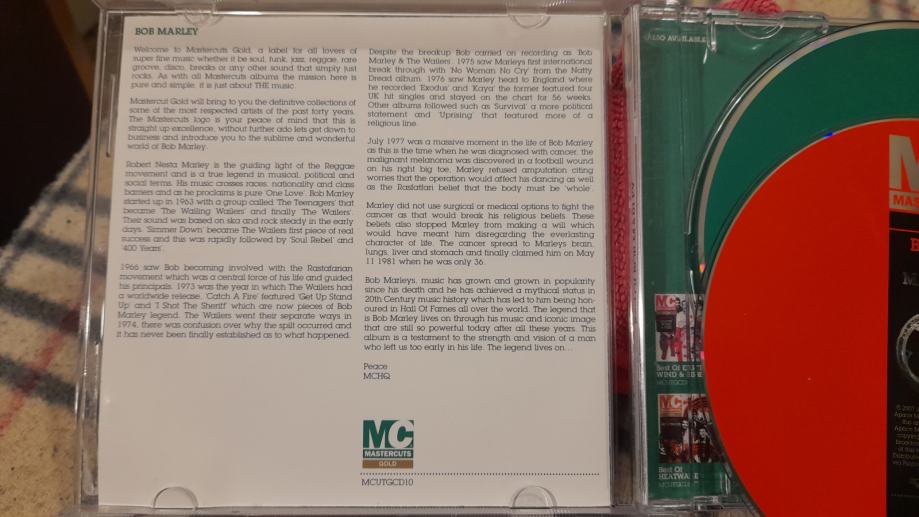 BOB MARLEY
Welcome to Mastercuts Gold, a label for all lovers of
super fine music whether it be soul, funk, jazz, reggae, rare
groove, disco, breaks or any other sound that simply just
rocks. As with all Mastercuts albums the mission here is
pure and simple, it is just about THE music.
Mastercut Gold will bring to you the definitive collections of
some of the most respected artists of the past forty years.
The Mastercuts logo is your peace of mind that this is
straight up excellence, without further ado lets get down to
business and introduce you to the sublime and wonderful
world of Bob Marley.
Robert Nesta Marley is the guiding light of the Reggae
movement and is a true legend in musical, political and
social terms. His music crosses races, nationality and class
barriers and as he proclaims is pure 'One Love'. Bob Marley
started up in 1963 with a group called 'The Teenagers' that
became 'The Wailing Wailers' and finally 'The Wailers'.
Their sound was based on ska and rock steady in the early
days. 'Simmer Down' became The Wailers first piece of real
success and this was rapidly followed by 'Soul Rebel' and
'400 Years'.
1966 saw Bob becoming involved with the Rastafarian
movement which was a central force of his life and guided
his principals. 1973 was the year in which The Wailers had
a worldwide release, 'Catch A Fire' featured 'Get Up Stand
Up' and 'I Shot The Sheriff' which are now pieces of Bob
Marley legend. The Wailers went their separate ways in
1974, there was confusion over why the spilt occurred and
it has never been finally established as to what happened.
Despite the breakup Bob carried on recording as 'Bob
Marley & The Wailers'. 1975 saw Marleys first international
break through with 'No Woman No Cry' from the Natty
Dread album. 1976 saw Marley head to England where
he recorded 'Exodus' and 'Kaya' the former featured four
UK hit singles and stayed on the chart for 56 weeks.
Other albums followed such as 'Survival' a more political
statement and 'Uprising' that featured more of a
religious line.
July 1977 was a massive moment in the life of Bob Marley
as this is the time when he was diagnosed with cancer, the
malignant melanoma was discovered in a football wound
on his right big toe, Marley refused amputation citing
worries that the operation would affect his dancing as well
as the Rasfatian belief that the body must be 'whole'.
Marley did not use surgical or medical options to fight the
cancer as that would break his religious beliefs. These
beliefs also stopped Marley from making a will which
would have meant him disregarding the everlasting
character of life. The cancer spread to Marleys brain,
lungs, liver and stomach and finally claimed him on May
11 1981 when he was only 36.
Bob Marleys, music has grown and grown in popularity
since his death and he has achieved a mythical status in
20th Century music history which has led to him being hon-
oured in Hall Of Fames all over the world. The legend that
is Bob Marley lives on through his music and iconic image
that are still so powerful today after all these years. This
album is a testament to the strength and vision of a man
who left us too early in his life. The legend lives on...
Peace
MCHQ
MC
MASTERCUTS
GOLD
MCUTGCD10
ALSO AVAILABLE
MC
Best Of
WIND & FIRE
MC
Best Of
HEATWAVE
M
MAS